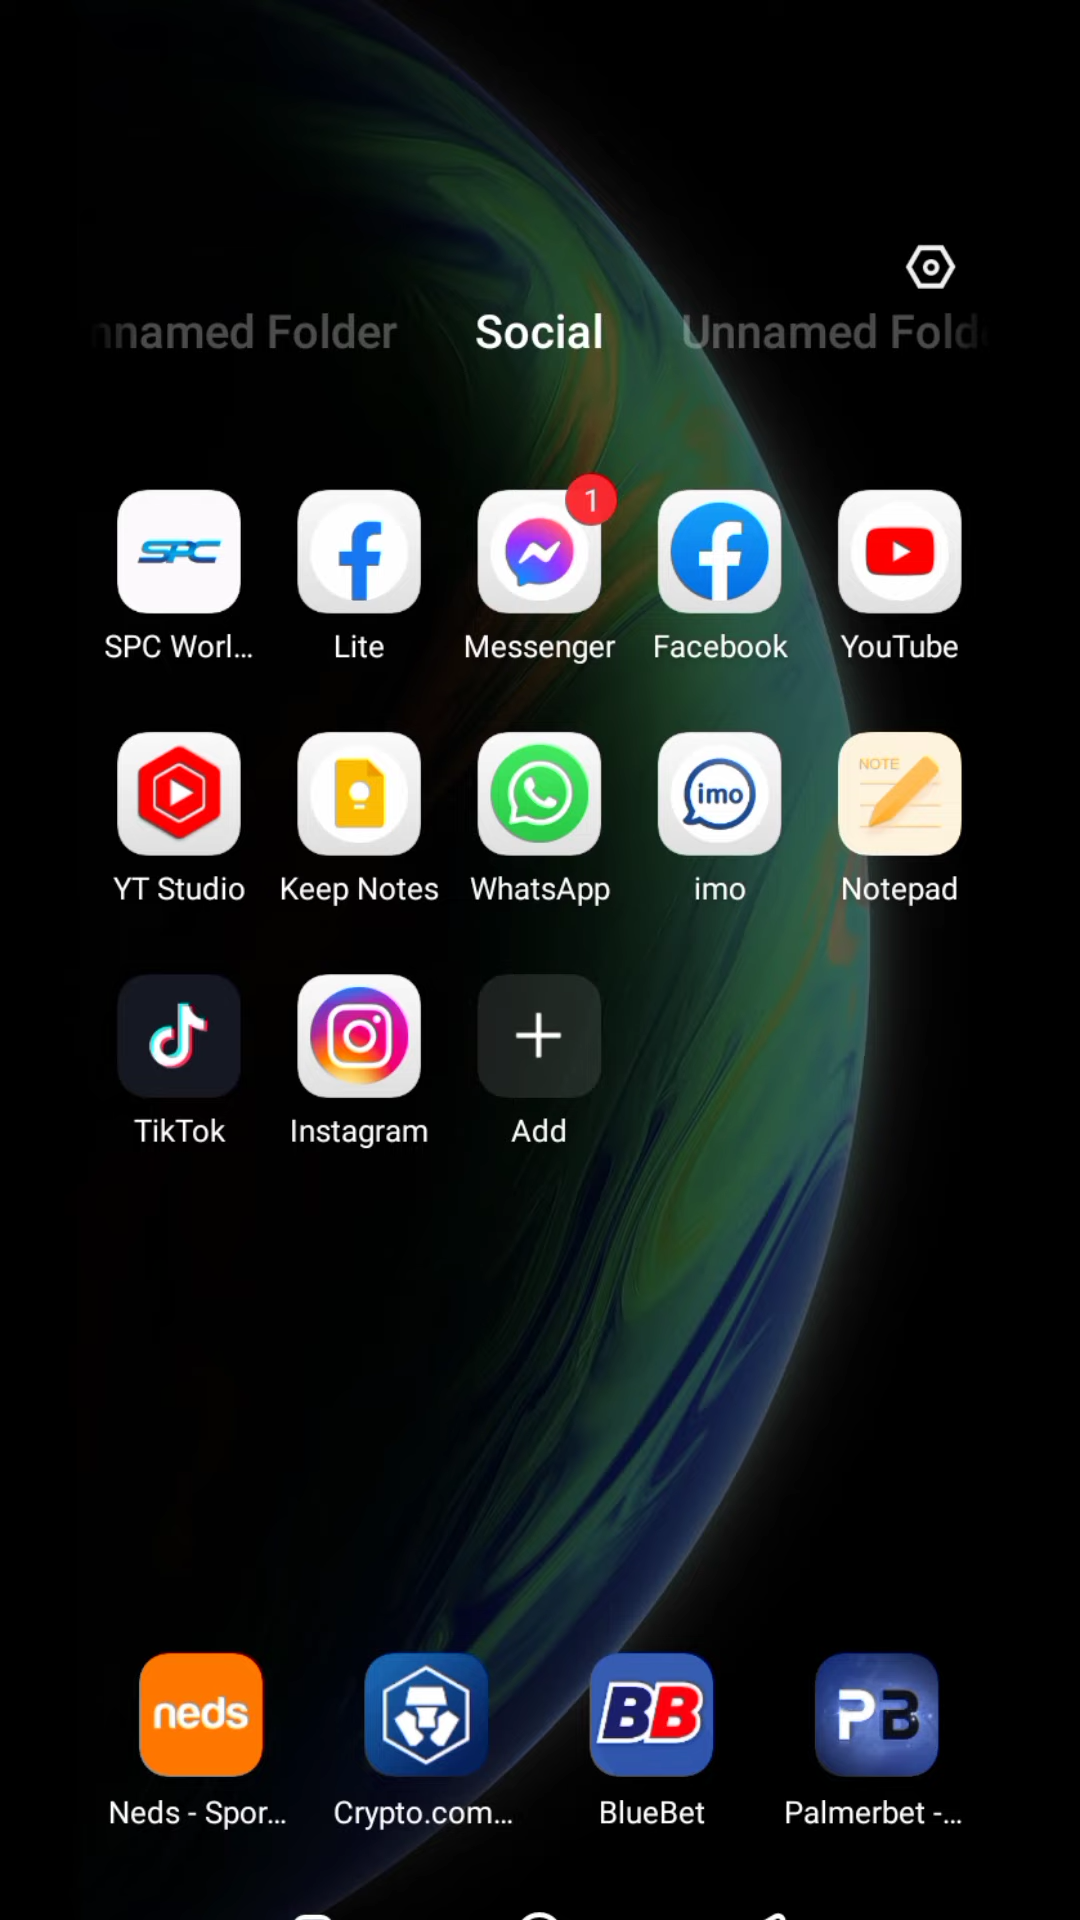 nnamed Folder Social Unnamed Fold
1
SPC
SPC Worl... Lite Messenger Facebook YouTube
imo NOTE
YT Studio Keep Notes WhatsApp imo Notepad
TikTok Instagram Add
neds BB PB
Neds - Spor... Crypto.com... BlueBet Palmerbet -...